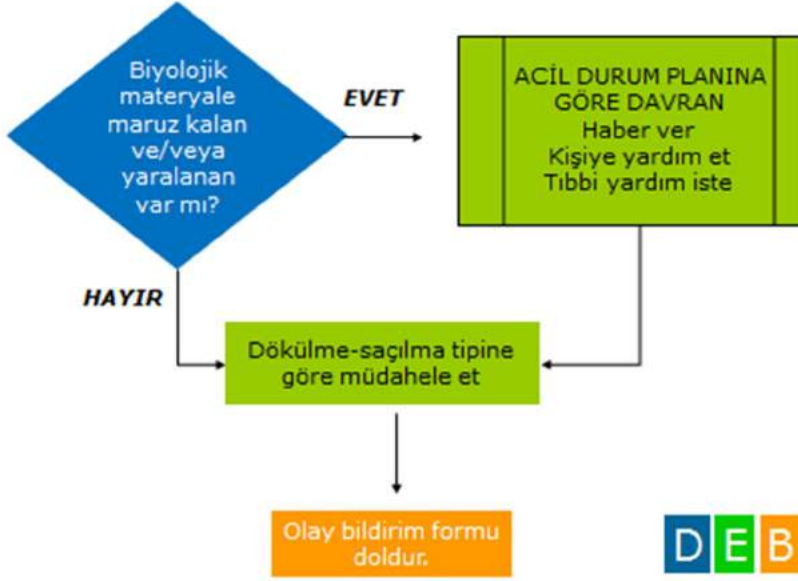 Biyolojik
materyale
maruz kalan
ve/veya
yaralanan
var mı?
EVET
ACİL DURUM PLANINA
GÖRE DAVRAN
Haber ver
Kişiye yardım et
Tıbbi yardım iste
HAYIR
Dökülme-saçılma tipine
göre müdahele et
Olay bildirim formu
doldur.
DEB